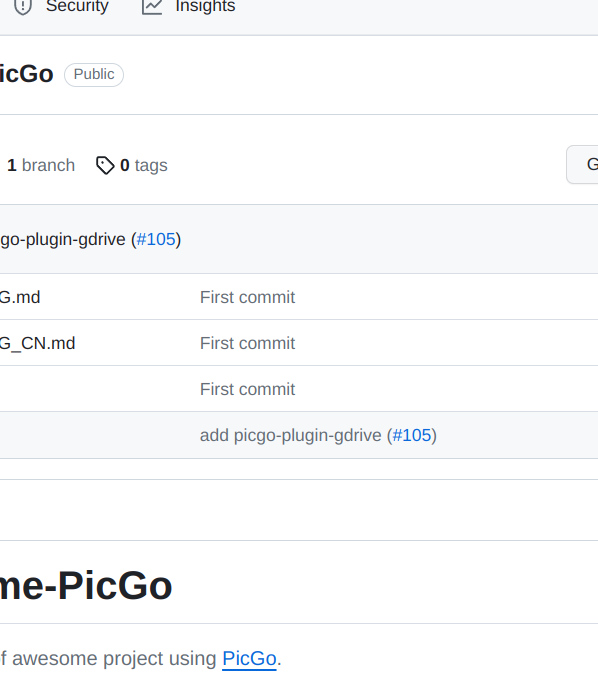 Security Insights
icGo Public
1 branch 0 tags G
go-plugin-gdrive (#105)
G.md First commit
G_CN.md First commit
First commit
add picgo-plugin-gdrive (#105)
me-PicGo
f awesome project using PicGo.